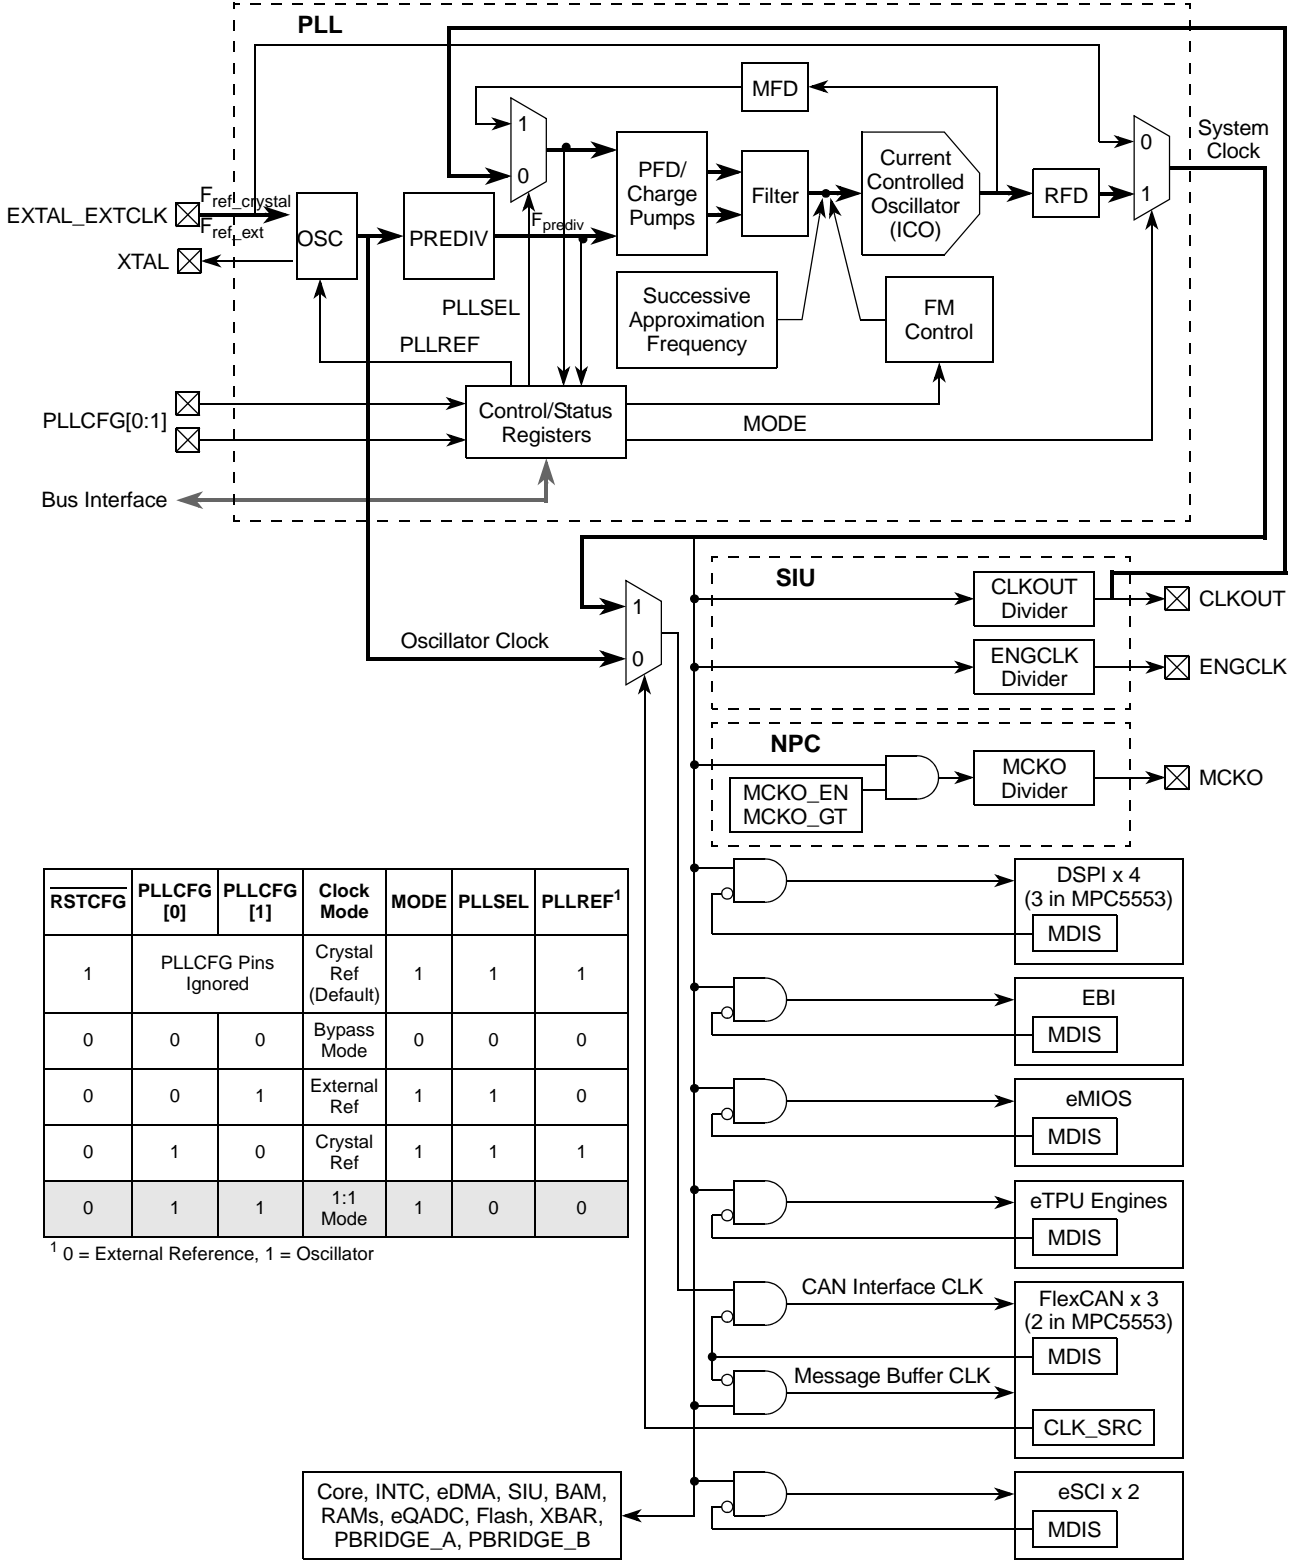 PLL
MFD
1
0
System
Clock
0
1
PFD/
Charge
Pumps
Filter
Current
Controlled
Oscillator
(ICO)
RFD
EXTAL_EXTCLK
Fref_crystal
Fref_ext
OSC
PREDIV
Fprediv
XTAL
PLLSEL
PLLREF
Successive
Approximation
Frequency
FM
Control
PLLCFG[0:1]
Control/Status
Registers
MODE
Bus Interface
SIU
CLKOUT
Divider
CLKOUT
1
0
Oscillator Clock
ENGCLK
Divider
ENGCLK
NPC
MCKO_EN
MCKO_GT
MCKO
Divider
MCKO
RSTCFG PLLCFG [0] PLLCFG [1] Clock Mode MODE PLLSEL PLLREF1
1 PLLCFG Pins Ignored Crystal Ref (Default) 1 1 1
0 0 0 Bypass Mode 0 0 0
0 0 1 External Ref 1 1 0
0 1 0 Crystal Ref 1 1 1
0 1 1 1:1 Mode 1 0 0
1 0 = External Reference, 1 = Oscillator
DSPI x 4
(3 in MPC5553)
MDIS
EBI
MDIS
eMIOS
MDIS
eTPU Engines
MDIS
CAN Interface CLK
FlexCAN x 3
(2 in MPC5553)
MDIS
Message Buffer CLK
CLK_SRC
Core, INTC, eDMA, SIU, BAM,
RAMs, eQADC, Flash, XBAR,
PBRIDGE_A, PBRIDGE_B
eSCI x 2
MDIS